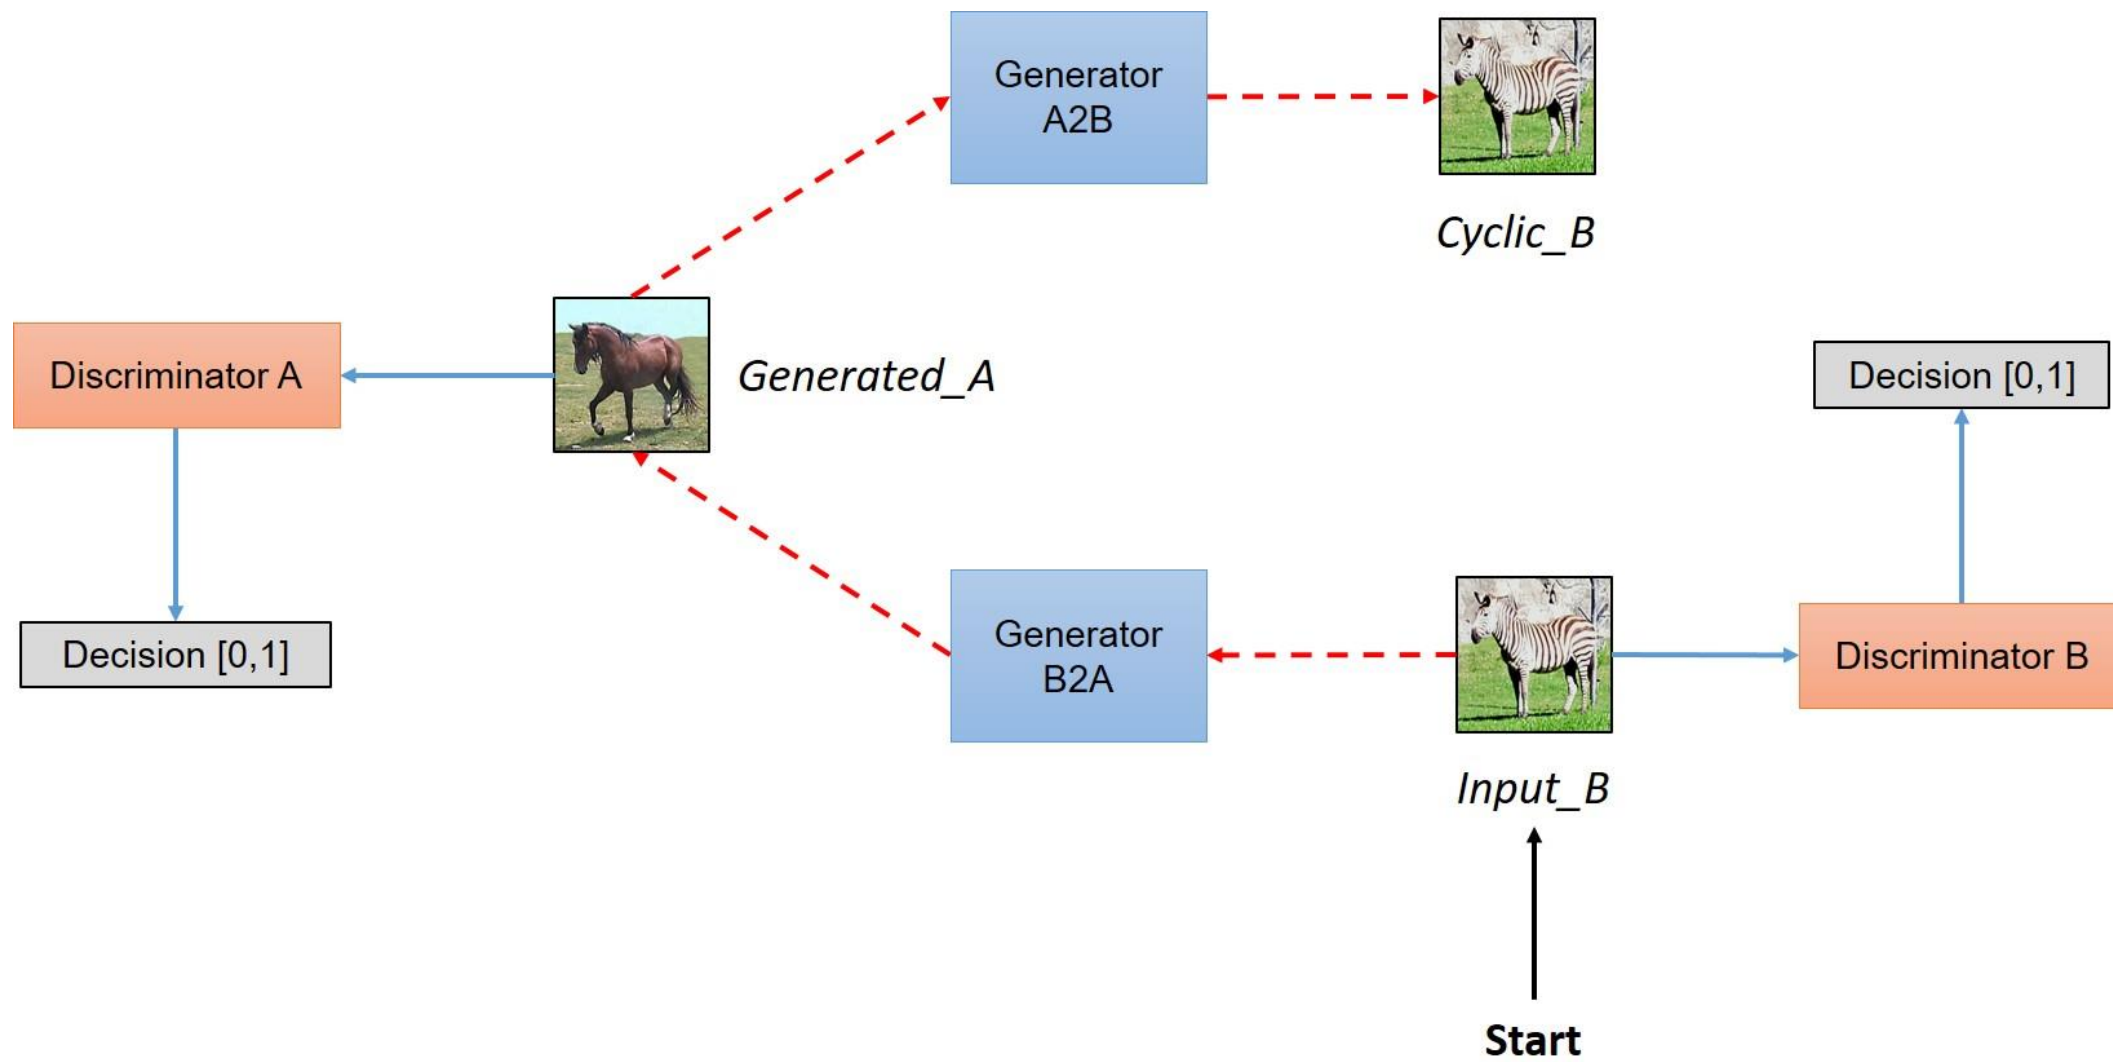 Generator
A2B
Cyclic_B
Discriminator A
Generated_A
Decision [0,1]
Decision [0,1]
Generator
B2A
Discriminator B
Input_B
Start